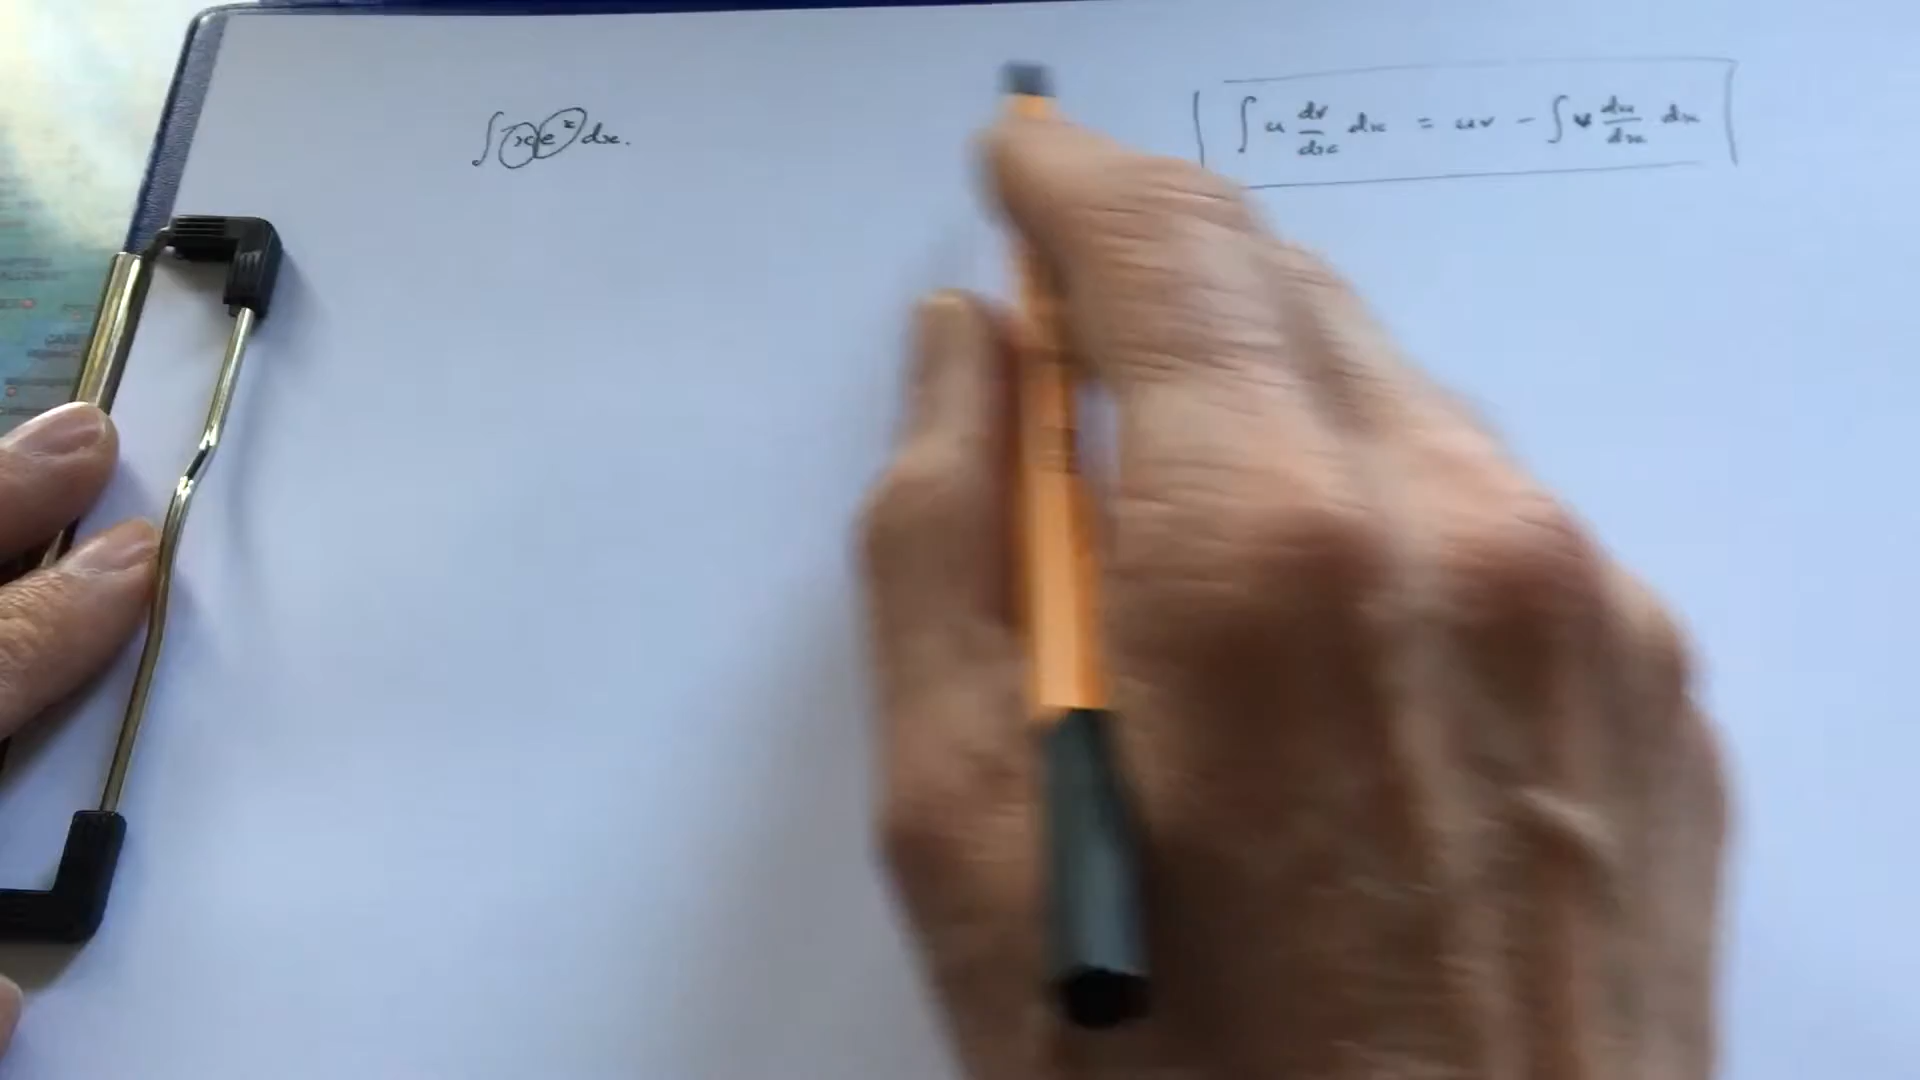 ∫ x e^x dx.
∫ u dv/dx dx = uv - ∫ v du/dx dx